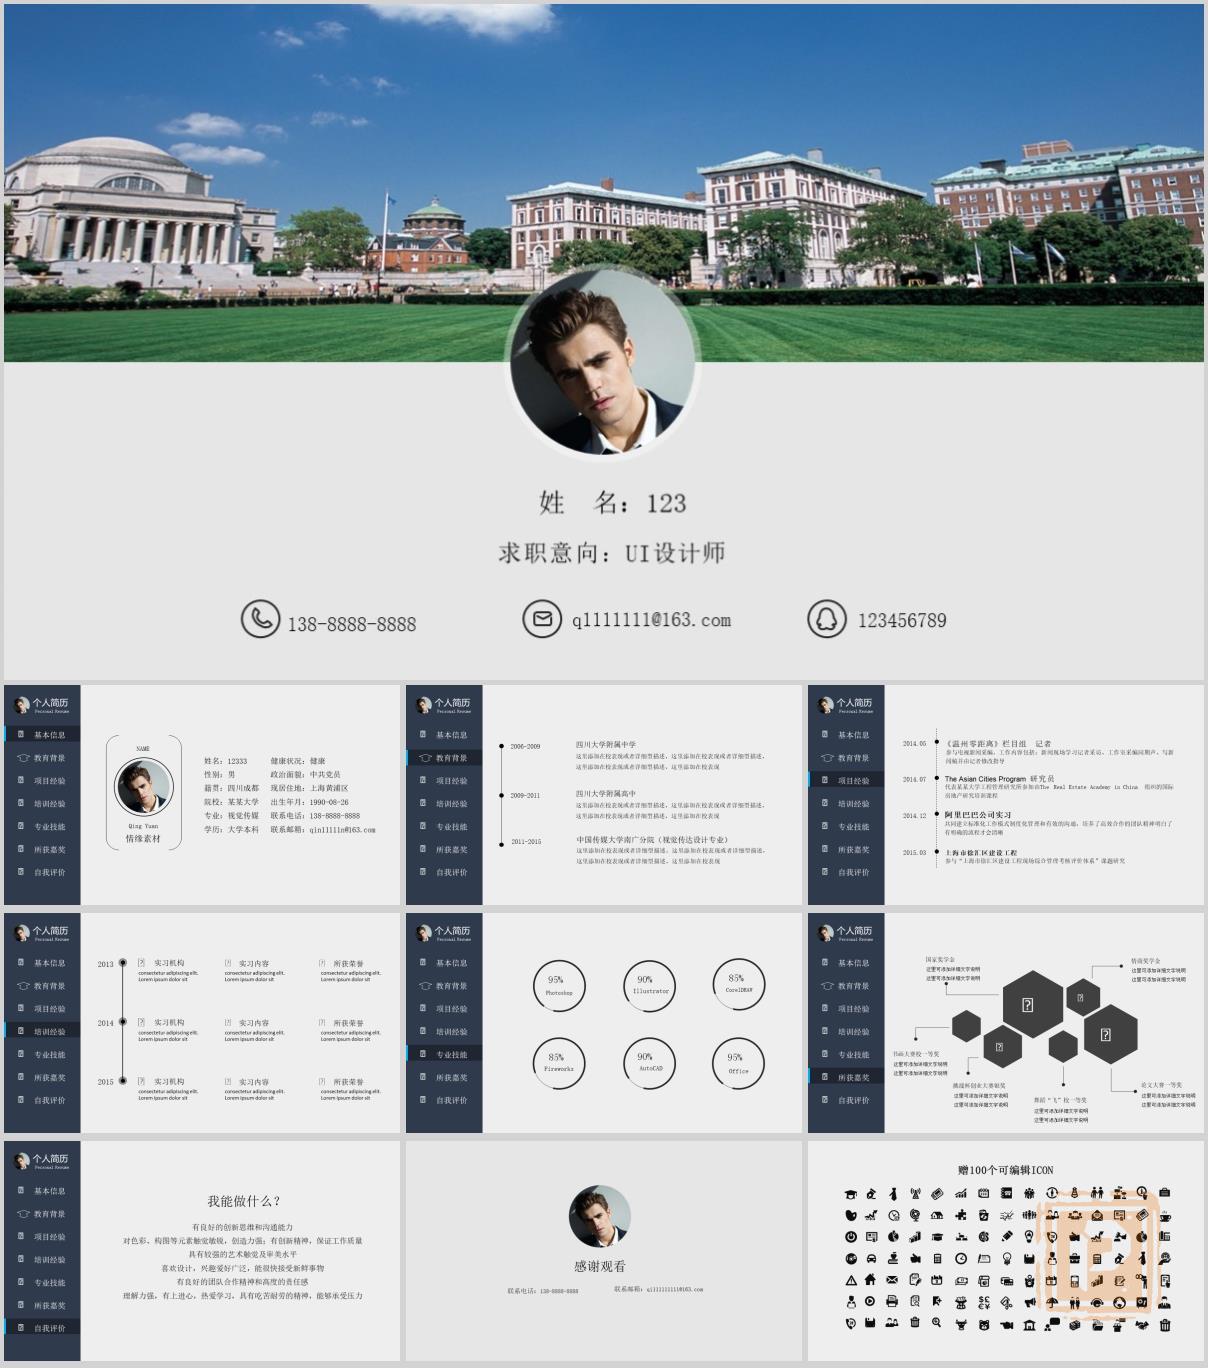 姓 名：123
求职意向：UI设计师
138-8888-8888
q1111111@163.com
123456789
个人简历
Personal Resume
基本信息
教育背景
项目经验
培训经验
专业技能
所获嘉奖
自我评价
NAME
Qing Yuan
情缘素材
姓名：12333
性别：男
籍贯：四川成都
院校：某某大学
专业：视觉传媒
学历：大学本科
健康状况：健康
政治面貌：中共党员
现居住地：上海黄浦区
出生年月：1990-08-26
联系电话：138-8888-8888
联系邮箱：qin11111n@163.com
个人简历
Personal Resume
基本信息
教育背景
项目经验
培训经验
专业技能
所获嘉奖
自我评价
2006-2009
四川大学附属中学
这里添加在校表现或者详细型描述，这里添加在校表现或者详细型描述，
这里添加在校表现或者详细型描述，这里添加在校表现
2009-2011
四川大学附属高中
这里添加在校表现或者详细型描述，这里添加在校表现或者详细型描述，
这里添加在校表现或者详细型描述，这里添加在校表现
2011-2015
中国传媒大学南广分院（视觉传达设计专业）
这里添加在校表现或者详细型描述，这里添加在校表现或者详细型描述，
这里添加在校表现或者详细型描述，这里添加在校表现
个人简历
Personal Resume
基本信息
教育背景
项目经验
培训经验
专业技能
所获嘉奖
自我评价
2014.05
《温州零距离》栏目组 记者
参与电视新闻采编，工作内容包括：新闻现场学习记者采访，工作室采编同期声，写新
闻稿并由记者修改指导
2014.07
The Asian Cities Program 研究员
代表某某大学工程管理研究所参加由The Real Estate Academy in China 组织的国际
房地产研究培训课程
2014.12
阿里巴巴公司实习
共同建立标准化工作模式制度化管理和有效的沟通，培养了高效合作的团队精神明白了
有明确的流程才会清晰
2015.03
上海市徐汇区建设工程
参与“上海市徐汇区建设工程现场综合管理考核评价体系”课题研究
个人简历
Personal Resume
基本信息
教育背景
项目经验
培训经验
专业技能
所获嘉奖
自我评价
2013
实习机构
consectetur adipiscing elit.
Lorem ipsum dolor sit
实习内容
consectetur adipiscing elit.
Lorem ipsum dolor sit
所获荣誉
consectetur adipiscing elit.
Lorem ipsum dolor sit
2014
实习机构
consectetur adipiscing elit.
Lorem ipsum dolor sit
实习内容
consectetur adipiscing elit.
Lorem ipsum dolor sit
所获荣誉
consectetur adipiscing elit.
Lorem ipsum dolor sit
2015
实习机构
consectetur adipiscing elit.
Lorem ipsum dolor sit
实习内容
consectetur adipiscing elit.
Lorem ipsum dolor sit
所获荣誉
consectetur adipiscing elit.
Lorem ipsum dolor sit
个人简历
Personal Resume
基本信息
教育背景
项目经验
培训经验
专业技能
所获嘉奖
自我评价
95%
Photoshop
90%
Illustrator
85%
CorelDRAW
85%
Fireworks
90%
AutoCAD
95%
Office
个人简历
Personal Resume
基本信息
教育背景
项目经验
培训经验
专业技能
所获嘉奖
自我评价
国家奖学金
这里可添加详细文字说明
这里可添加详细文字说明
情商奖学金
这里可添加详细文字说明
这里可添加详细文字说明
书画大赛校一等奖
这里可添加详细文字说明
这里可添加详细文字说明
挑战杯创业大赛银奖
这里可添加详细文字说明
这里可添加详细文字说明
舞蹈“飞”校一等奖
这里可添加详细文字说明
这里可添加详细文字说明
论文大赛一等奖
这里可添加详细文字说明
这里可添加详细文字说明
个人简历
Personal Resume
基本信息
教育背景
项目经验
培训经验
专业技能
所获嘉奖
自我评价
我能做什么？
有良好的创新思维和沟通能力
对色彩、构图等元素触觉敏锐，创造力强；有创新精神，保证工作质量
具有较强的艺术触觉及审美水平
喜欢设计，兴趣爱好广泛，能很快接受新鲜事物
有良好的团队合作精神和高度的责任感
理解力强，有上进心，热爱学习，具有吃苦耐劳的精神，能够承受压力
感谢观看
联系电话：138-8888-8888
赠100个可编辑ICON